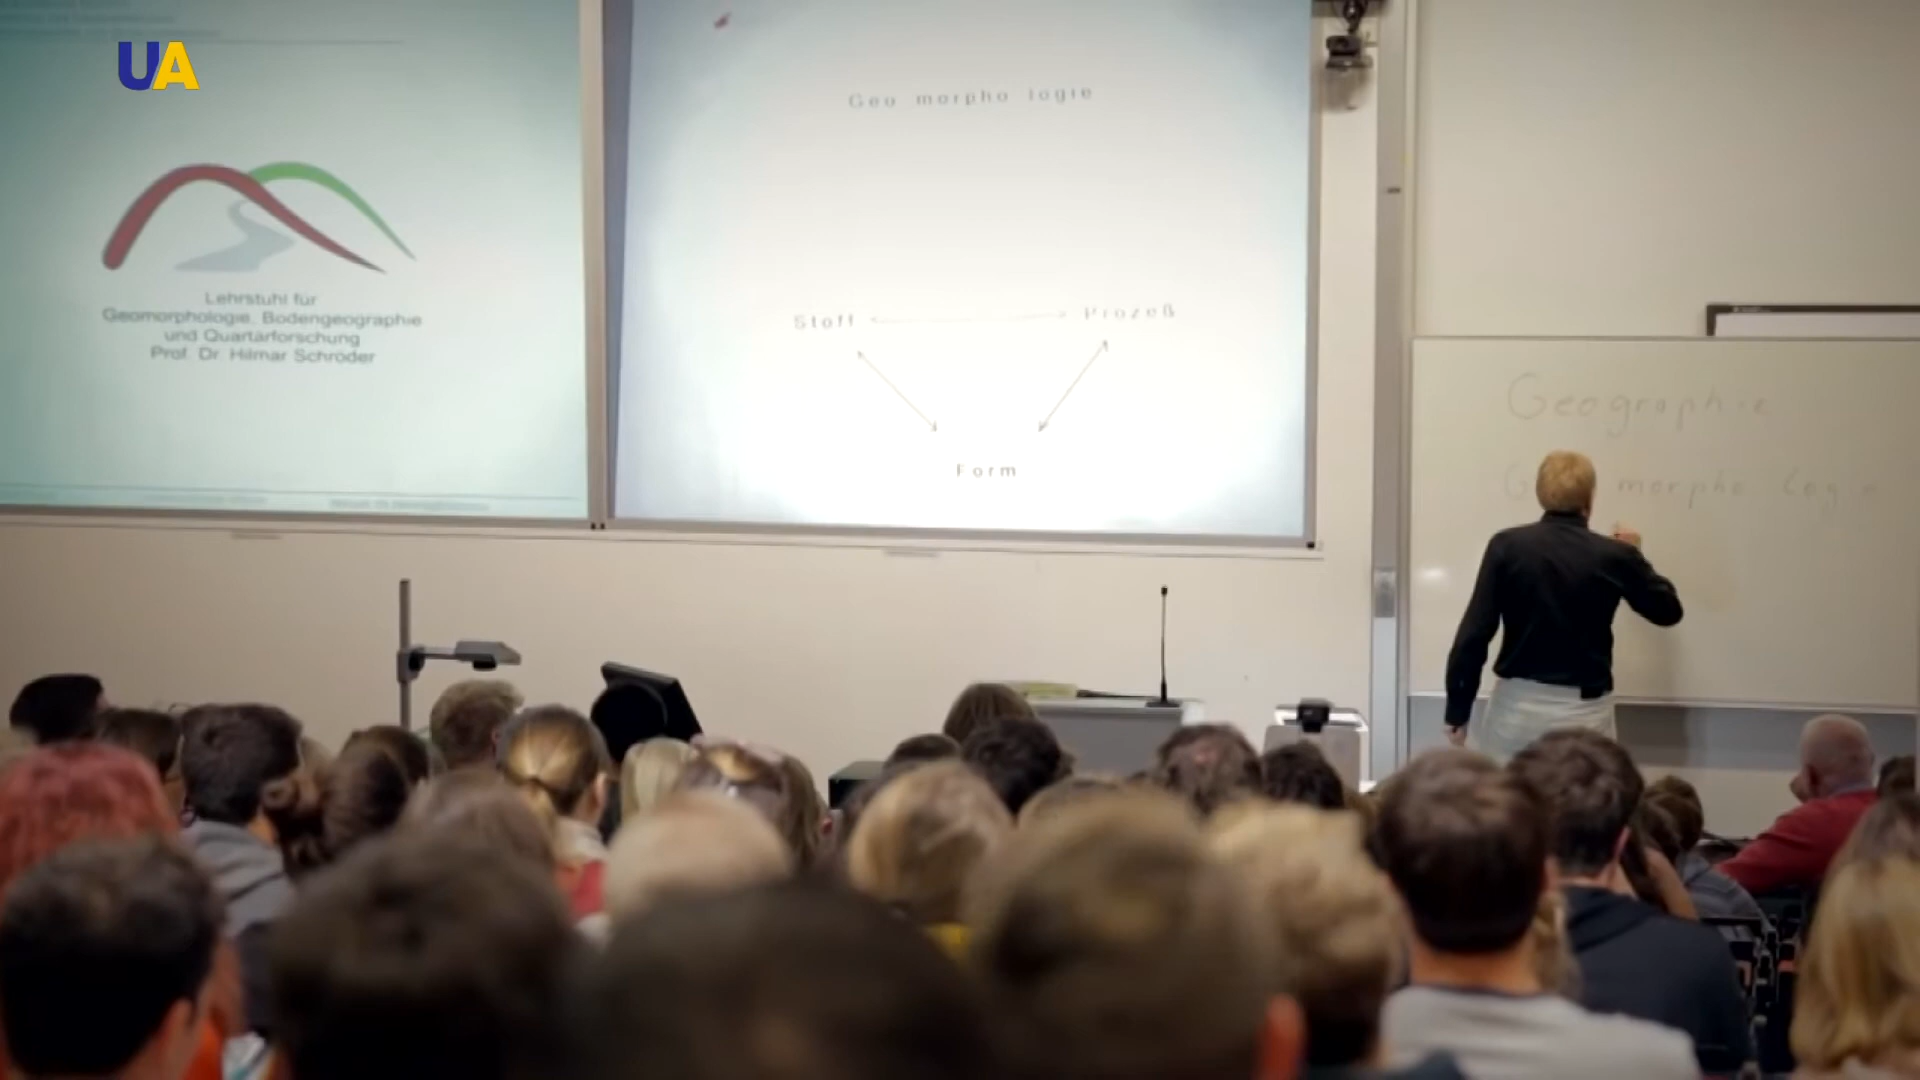 UA
Lehrstuhl für
Geomorphologie, Bodengeographie
und Quartärforschung
Prof. Dr. Hilmar Schröder
Geo morpho logie
Stoff
Prozeß
Form
Geographie
morpho logie